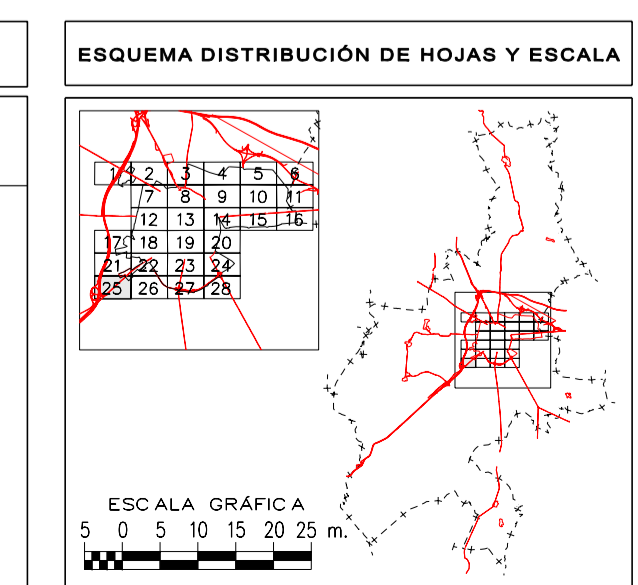 ESQUEMA DISTRIBUCIÓN DE HOJAS Y ESCALA
1 2 3 4 5 6
7 8 9 10 11
12 13 14 15 16
17 18 19 20
21 22 23 24
25 26 27 28
ESCALA GRÁFICA
5 0 5 10 15 20 25 m.